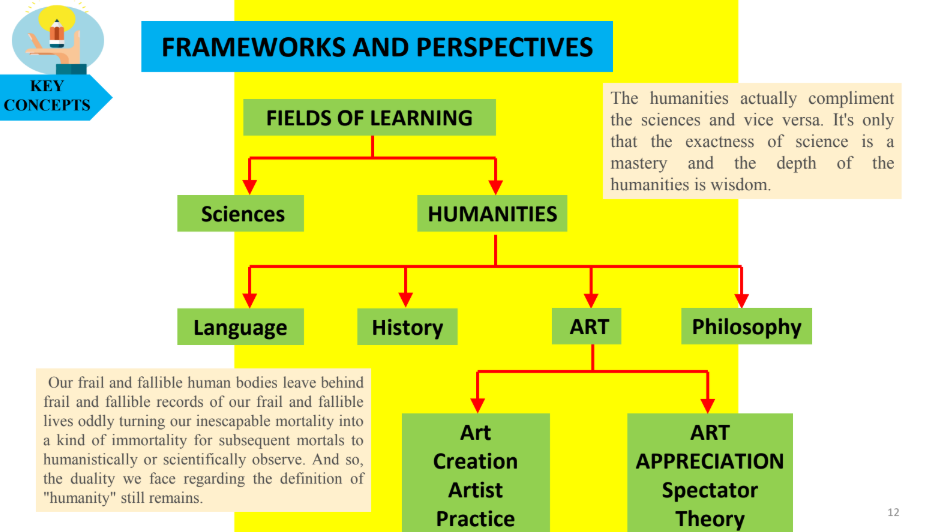 FRAMEWORKS AND PERSPECTIVES
KEY
CONCEPTS
The humanities actually compliment
the sciences and vice versa. It's only
that the exactness of science is a
mastery and the depth of the
humanities is wisdom.
FIELDS OF LEARNING
Sciences
HUMANITIES
Language
History
ART
Philosophy
Our frail and fallible human bodies leave behind
frail and fallible records of our frail and fallible
lives oddly turning our inescapable mortality into
a kind of immortality for subsequent mortals to
humanistically or scientifically observe. And so,
the duality we face regarding the definition of
"humanity" still remains.
Art
Creation
Artist
Practice
ART
APPRECIATION
Spectator
Theory
12